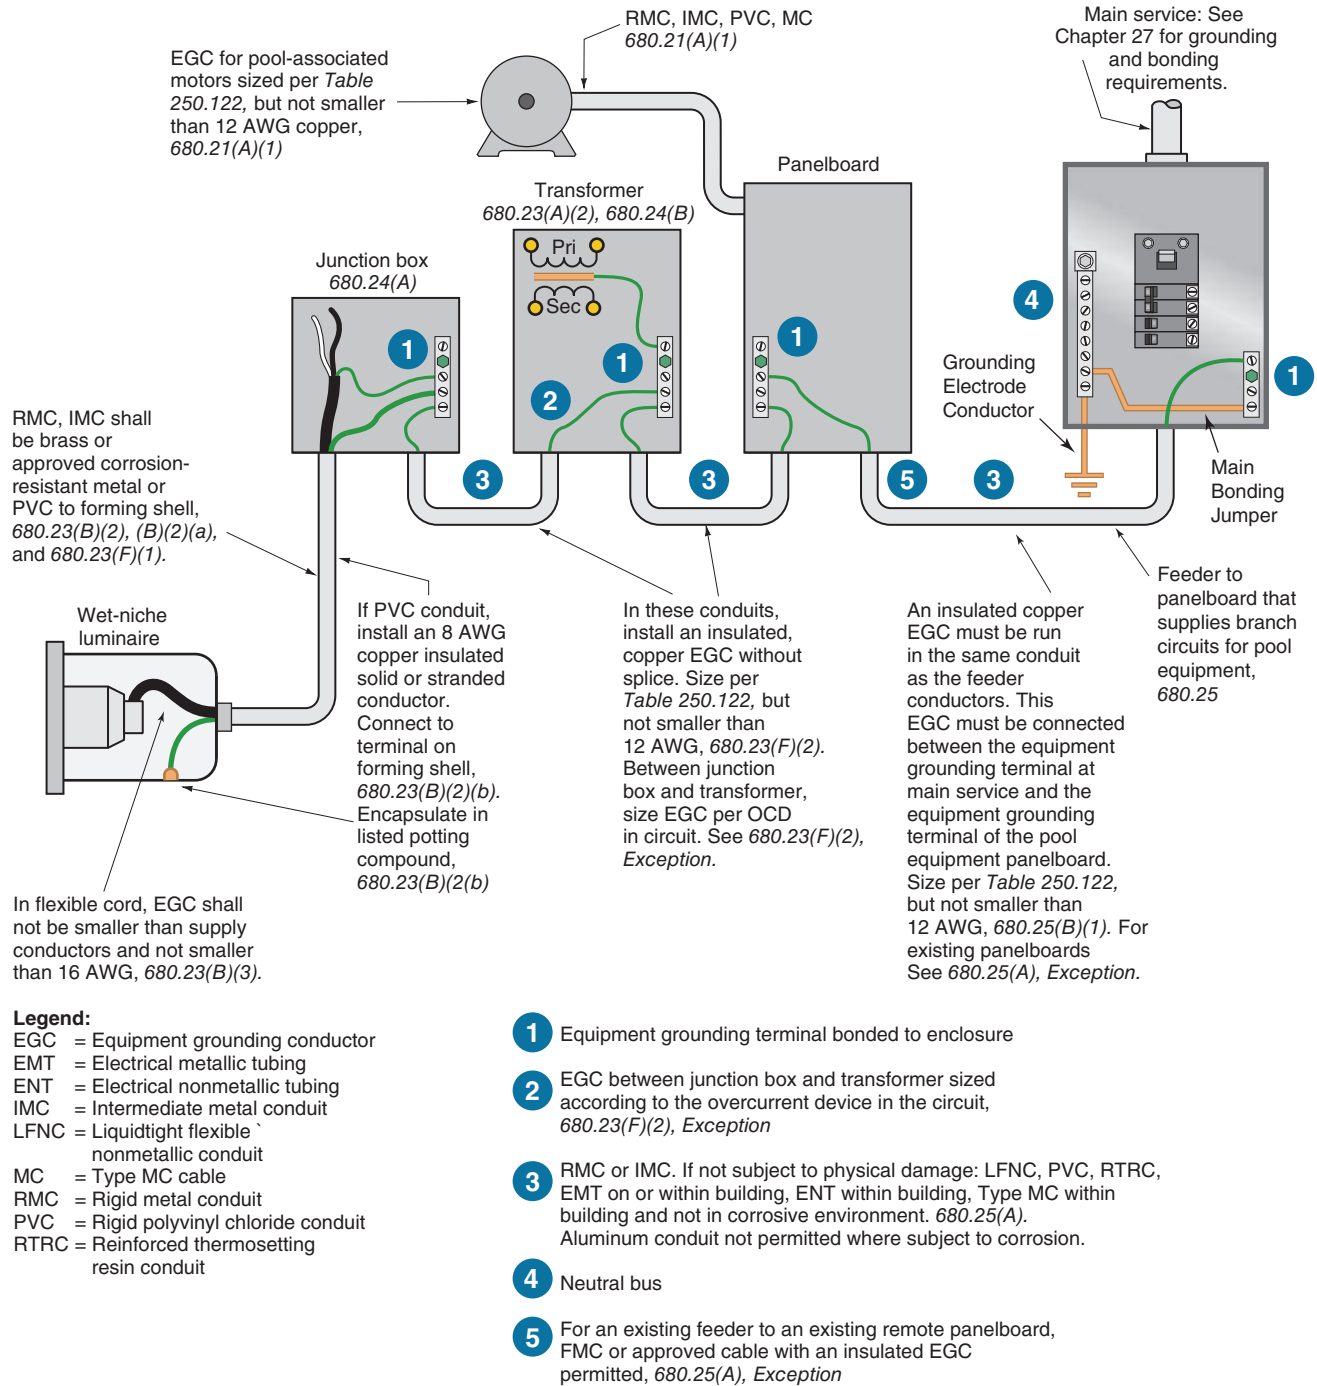 RMC, IMC, PVC, MC
680.21(A)(1)
Main service: See
Chapter 27 for grounding
and bonding
requirements.
EGC for pool-associated
motors sized per Table
250.122, but not smaller
than 12 AWG copper,
680.21(A)(1)
Panelboard
Transformer
680.23(A)(2), 680.24(B)
Pri
Sec
Junction box
680.24(A)
1
1
2
1
4
1
Grounding
Electrode
Conductor
Main
Bonding
Jumper
3
3
5
3
RMC, IMC shall
be brass or
approved corrosion-
resistant metal or
PVC to forming shell,
680.23(B)(2), (B)(2)(a),
and 680.23(F)(1).
Wet-niche
luminaire
If PVC conduit,
install an 8 AWG
copper insulated
solid or stranded
conductor.
Connect to
terminal on
forming shell,
680.23(B)(2)(b).
Encapsulate in
listed potting
compound,
680.23(B)(2(b)
In these conduits,
install an insulated,
copper EGC without
splice. Size per
Table 250.122, but
not smaller than
12 AWG, 680.23(F)(2).
Between junction
box and transformer,
size EGC per OCD
in circuit. See 680.23(F)(2),
Exception.
An insulated copper
EGC must be run
in the same conduit
as the feeder
conductors. This
EGC must be connected
between the equipment
grounding terminal at
main service and the
equipment grounding
terminal of the pool
equipment panelboard.
Size per Table 250.122,
but not smaller than
12 AWG, 680.25(B)(1). For
existing panelboards
See 680.25(A), Exception.
Feeder to
panelboard that
supplies branch
circuits for pool
equipment,
680.25
In flexible cord, EGC shall
not be smaller than supply
conductors and not smaller
than 16 AWG, 680.23(B)(3).
Legend:
EGC = Equipment grounding conductor
EMT = Electrical metallic tubing
ENT = Electrical nonmetallic tubing
IMC = Intermediate metal conduit
LFNC = Liquidtight flexible `
nonmetallic conduit
MC = Type MC cable
RMC = Rigid metal conduit
PVC = Rigid polyvinyl chloride conduit
RTRC = Reinforced thermosetting
resin conduit
1 Equipment grounding terminal bonded to enclosure
2 EGC between junction box and transformer sized
according to the overcurrent device in the circuit,
680.23(F)(2), Exception
3 RMC or IMC. If not subject to physical damage: LFNC, PVC, RTRC,
EMT on or within building, ENT within building, Type MC within
building and not in corrosive environment. 680.25(A).
Aluminum conduit not permitted where subject to corrosion.
4 Neutral bus
5 For an existing feeder to an existing remote panelboard,
FMC or approved cable with an insulated EGC
permitted, 680.25(A), Exception